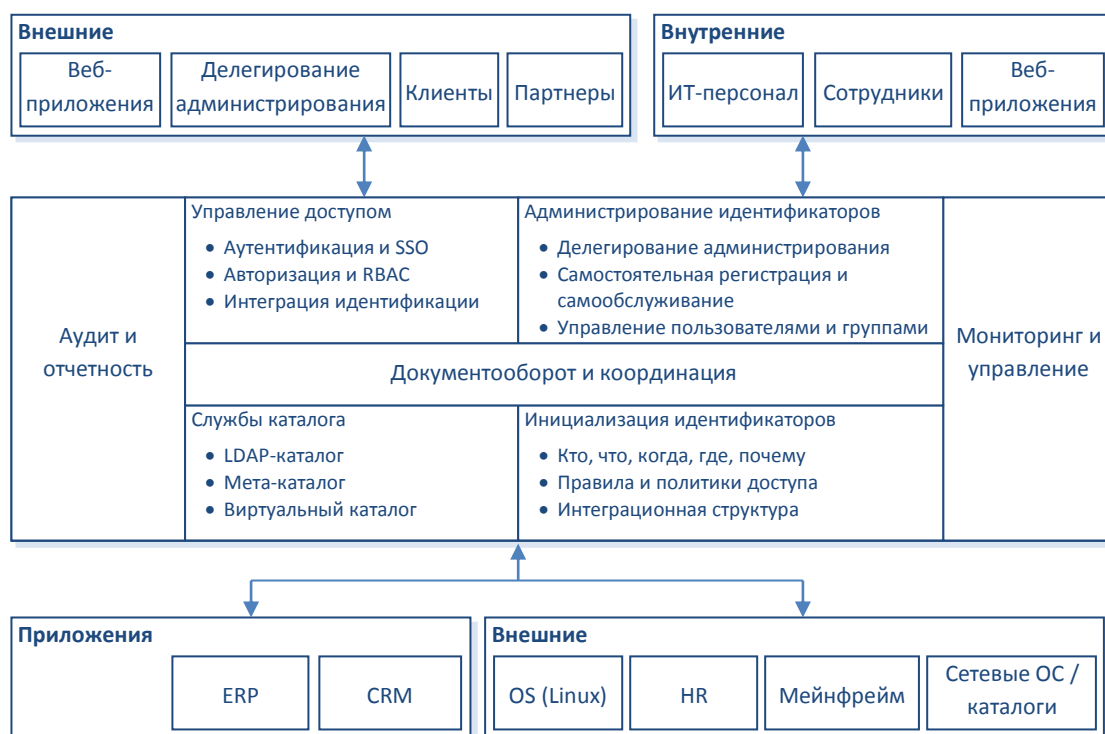 Внешние
Веб-
приложения
Делегирование
администрирования
Клиенты
Партнеры
Внутренние
ИТ-персонал
Сотрудники
Веб-
приложения
Аудит и
отчетность
Управление доступом
• Аутентификация и SSO
• Авторизация и RBAC
• Интеграция идентификации
Администрирование идентификаторов
• Делегирование администрирования
• Самостоятельная регистрация и
самообслуживание
• Управление пользователями и группами
Документооборот и координация
Службы каталога
• LDAP-каталог
• Мета-каталог
• Виртуальный каталог
Инициализация идентификаторов
• Кто, что, когда, где, почему
• Правила и политики доступа
• Интеграционная структура
Мониторинг и
управление
Приложения
ERP
CRM
Внешние
OS (Linux)
HR
Мейнфрейм
Сетевые ОС /
каталоги